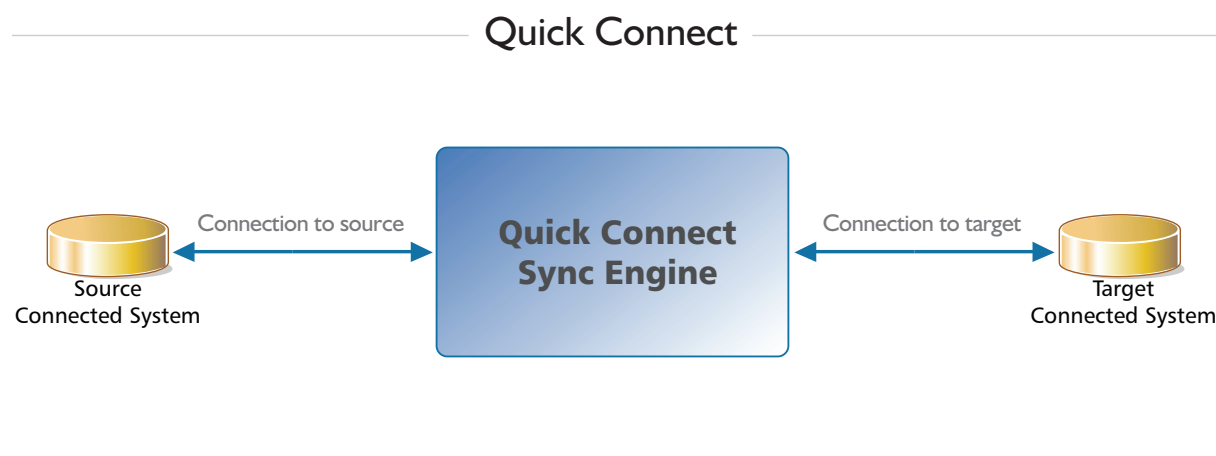 Quick Connect
Connection to source
Quick Connect
Sync Engine
Connection to target
Source
Connected System
Target
Connected System